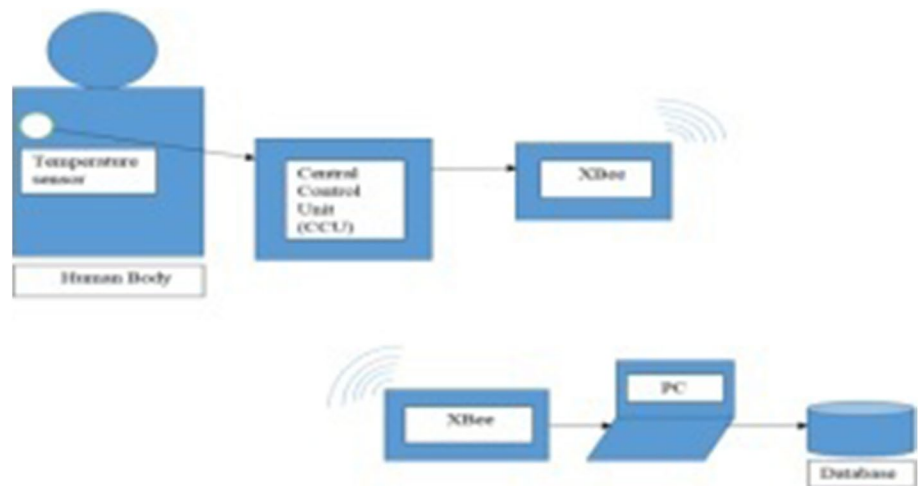 Temperature
sensor
Central
Control
Unit
(CCU)
XBee
Human Body
PC
XBee
Database